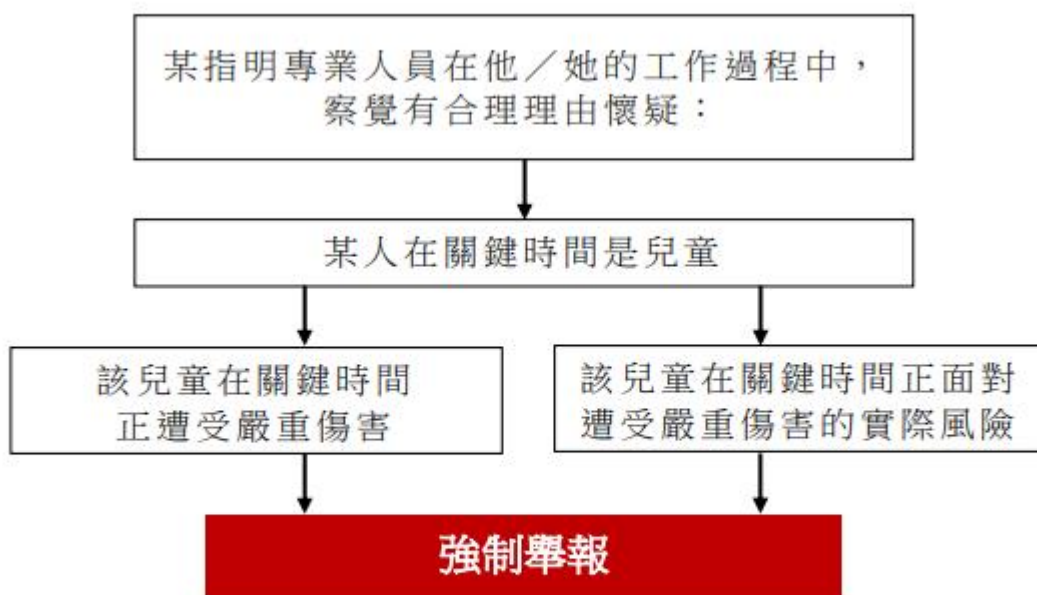 某指明專業人員在他／她的工作過程中，
察覺有合理理由懷疑：
某人在關鍵時間是兒童
該兒童在關鍵時間
正遭受嚴重傷害
該兒童在關鍵時間正面對
遭受嚴重傷害的實際風險
強制舉報